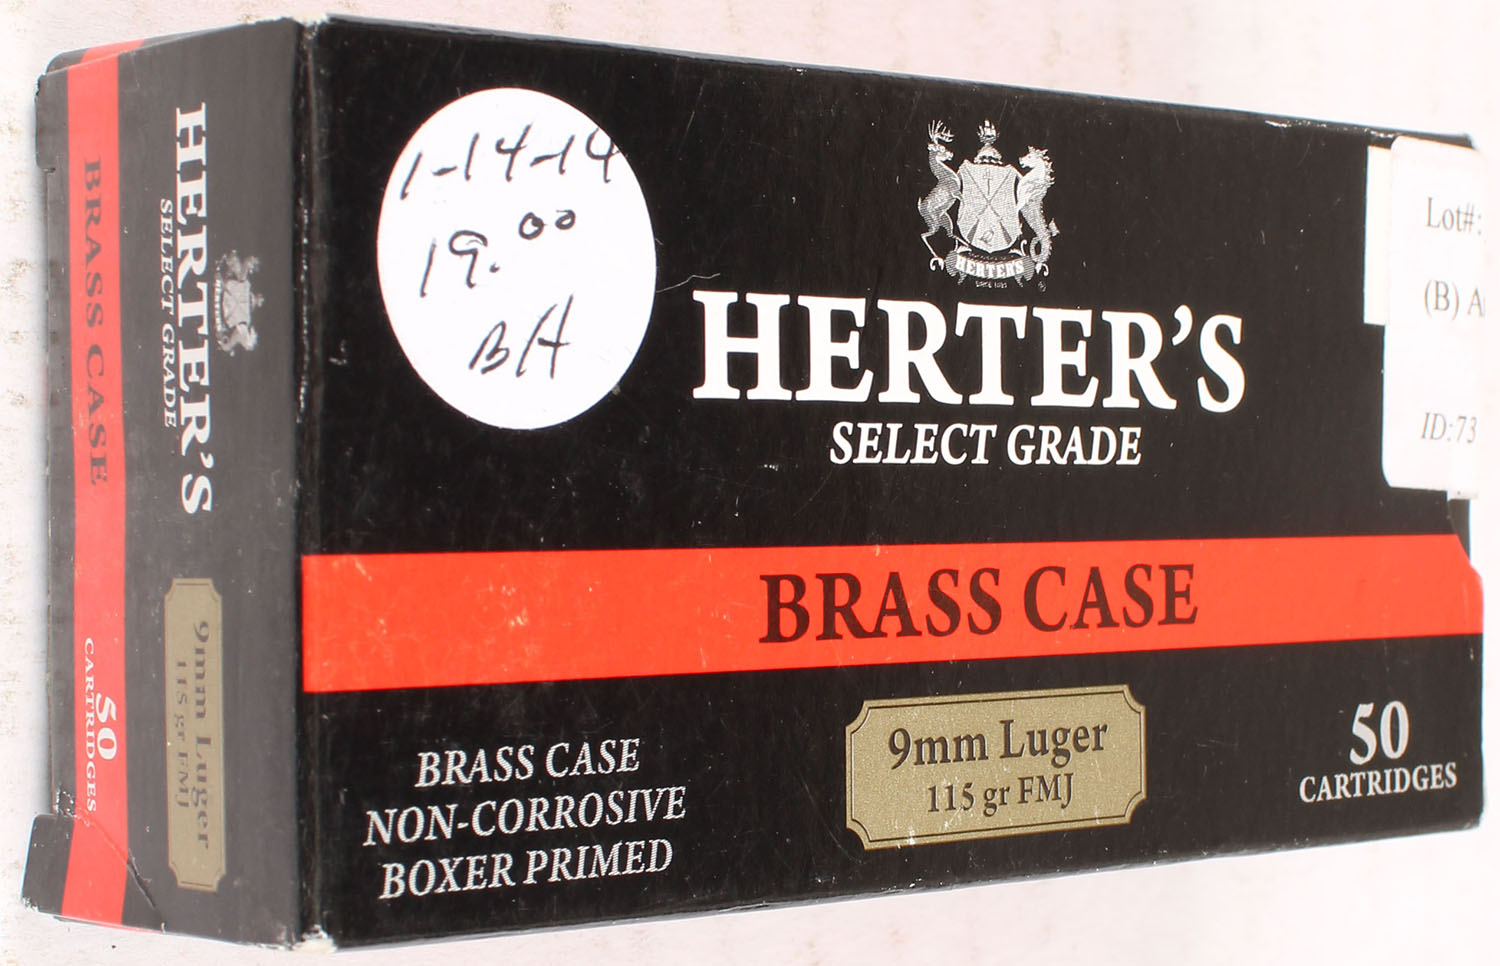 BRASS CASE
50
CARTRIDGES
HERTER'S
SELECT GRADE
HERTER'S
9mm Luger
115 gr FMJ
1-14-14
19.00
BH
HERTER'S
HERTER'S
SELECT GRADE
BRASS CASE
BRASS CASE
NON-CORROSIVE
BOXER PRIMED
9mm Luger
115 gr FMJ
50
CARTRIDGES
Lot#:
(B) A
ID:73